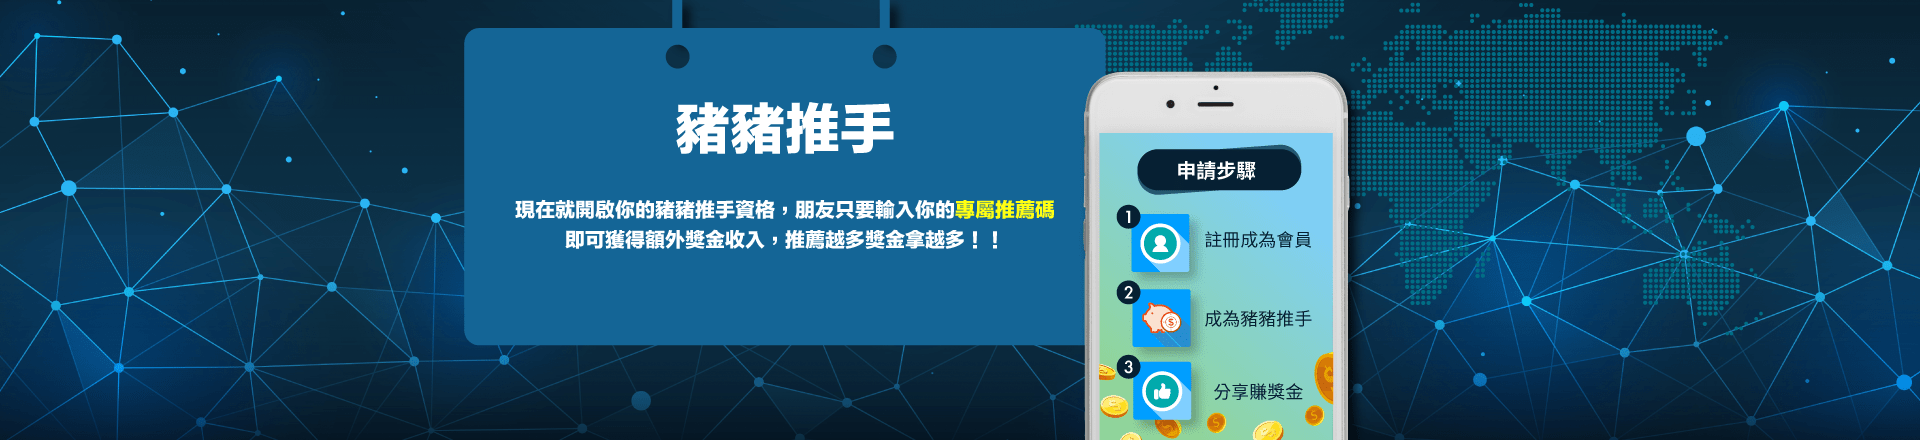 豬豬推手
現在就開啟你的豬豬推手資格，朋友只要輸入你的專屬推薦碼
即可獲得額外獎金收入，推薦越多獎金拿越多！！
申請步驟
1
註冊成為會員
2
成為豬豬推手
3
分享賺獎金